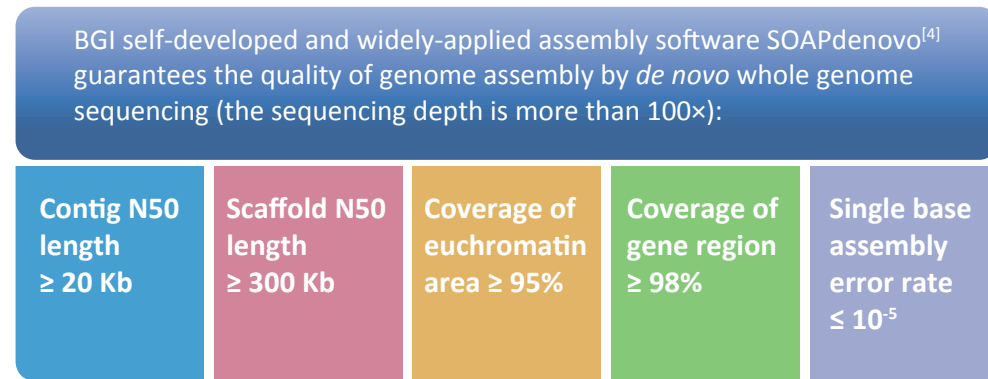 BGI self-developed and widely-applied assembly software SOAPdenovo[4]
guarantees the quality of genome assembly by de novo whole genome
sequencing (the sequencing depth is more than 100×):
Contig N50
length
≥ 20 Kb
Scaffold N50
length
≥ 300 Kb
Coverage of
euchromatin
area ≥ 95%
Coverage of
gene region
≥ 98%
Single base
assembly
error rate
≤ 10-5